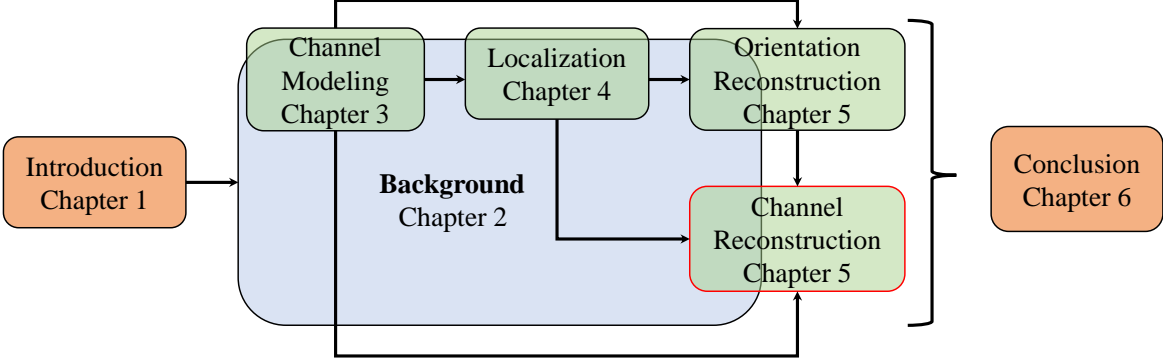 Introduction
Chapter 1
Channel
Modeling
Chapter 3
Localization
Chapter 4
Orientation
Reconstruction
Chapter 5
Background
Chapter 2
Channel
Reconstruction
Chapter 5
Conclusion
Chapter 6